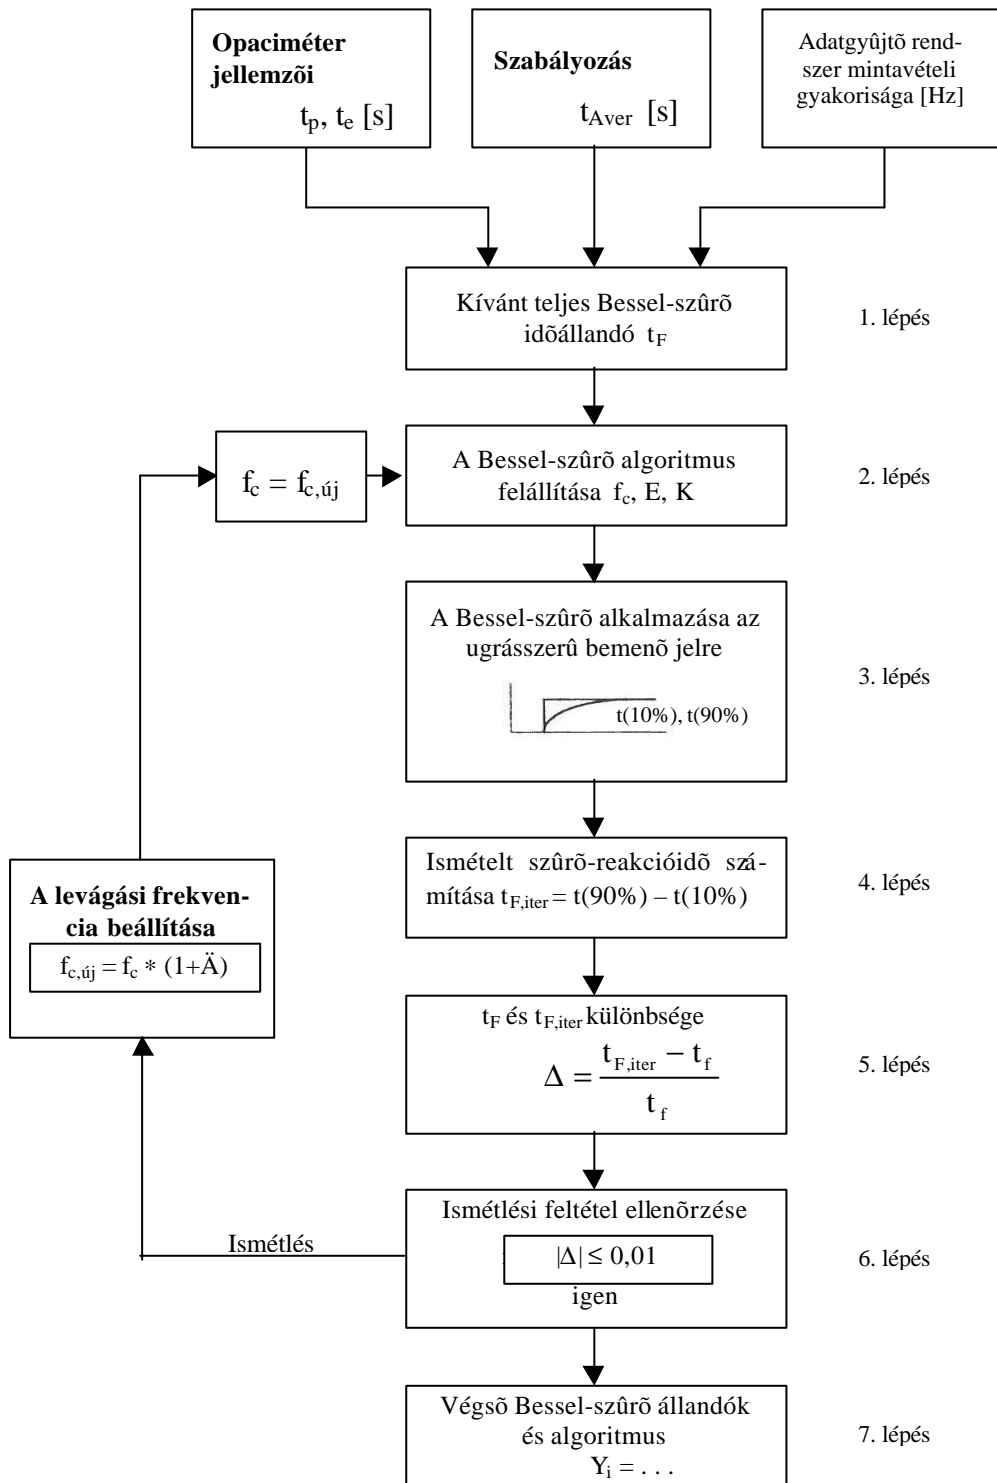 Opaciméter
jellemzõi
tp, te [s]
Szabályozás
tAver [s]
Adatgyûjtõ rend-
szer mintavételi
gyakorisága [Hz]
Kívánt teljes Bessel-szûrõ
idõállandó tF
1. lépés
fc = fc,új
A Bessel-szûrõ algoritmus
felállítása fc, E, K
2. lépés
A Bessel-szûrõ alkalmazása az
ugrásszerû bemenõ jelre
t(10%), t(90%)
3. lépés
Ismételt szûrõ-reakcióidõ szá-
mítása tF,iter = t(90%) – t(10%)
4. lépés
A levágási frekven-
cia beállítása
fc,új = fc * (1+Ä)
tF és tF,iter különbsége
Δ = (tF,iter − tf) / tf
5. lépés
Ismétlés
Ismétlési feltétel ellenõrzése
|Δ| ≤ 0,01
igen
6. lépés
Végsõ Bessel-szûrõ állandók
és algoritmus
Yi = . . .
7. lépés